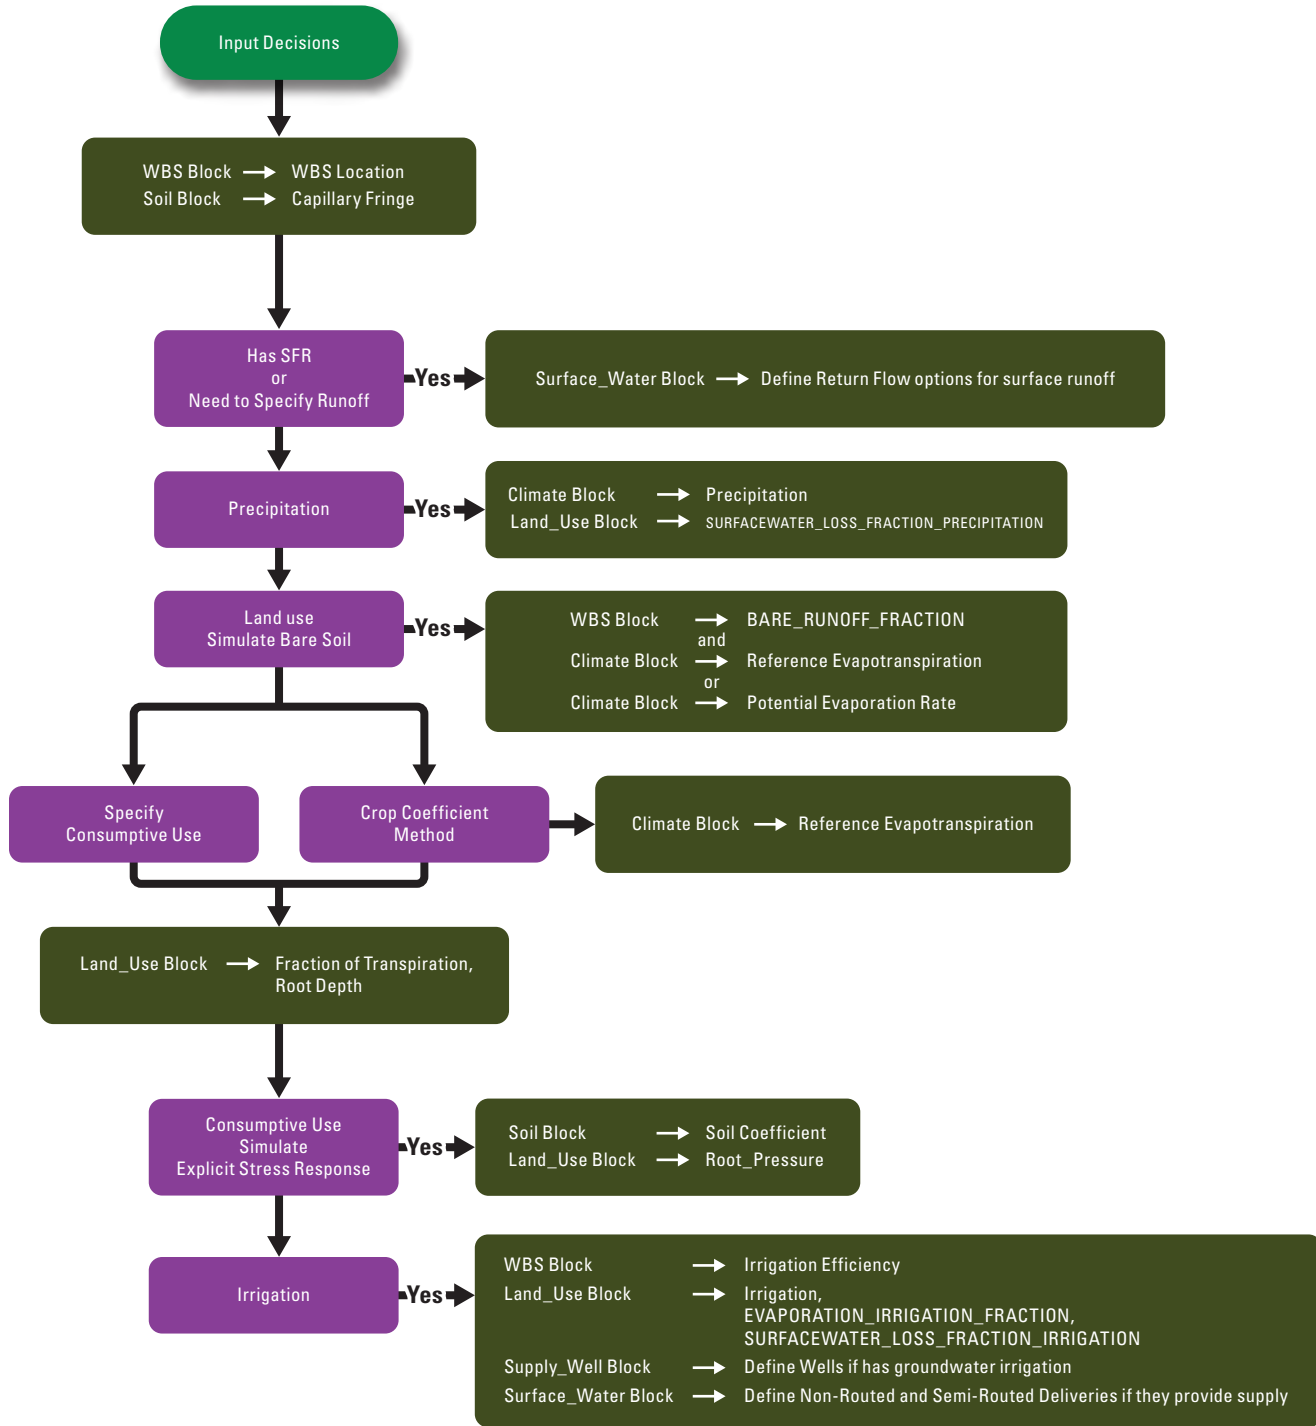 Input Decisions
WBS Block → WBS Location
Soil Block → Capillary Fringe
Has SFR
or
Need to Specify Runoff
Yes
Surface_Water Block → Define Return Flow options for surface runoff
Precipitation
Yes
Climate Block → Precipitation
Land_Use Block → SURFACEWATER_LOSS_FRACTION_PRECIPITATION
Land use
Simulate Bare Soil
Yes
WBS Block → BARE_RUNOFF_FRACTION
and
Climate Block → Reference Evapotranspiration
or
Climate Block → Potential Evaporation Rate
Specify
Consumptive Use
Crop Coefficient
Method
Climate Block → Reference Evapotranspiration
Land_Use Block → Fraction of Transpiration,
Root Depth
Consumptive Use
Simulate
Explicit Stress Response
Yes
Soil Block → Soil Coefficient
Land_Use Block → Root_Pressure
Irrigation
Yes
WBS Block → Irrigation Efficiency
Land_Use Block → Irrigation,
EVAPORATION_IRRIGATION_FRACTION,
SURFACEWATER_LOSS_FRACTION_IRRIGATION
Supply_Well Block → Define Wells if has groundwater irrigation
Surface_Water Block → Define Non-Routed and Semi-Routed Deliveries if they provide supply